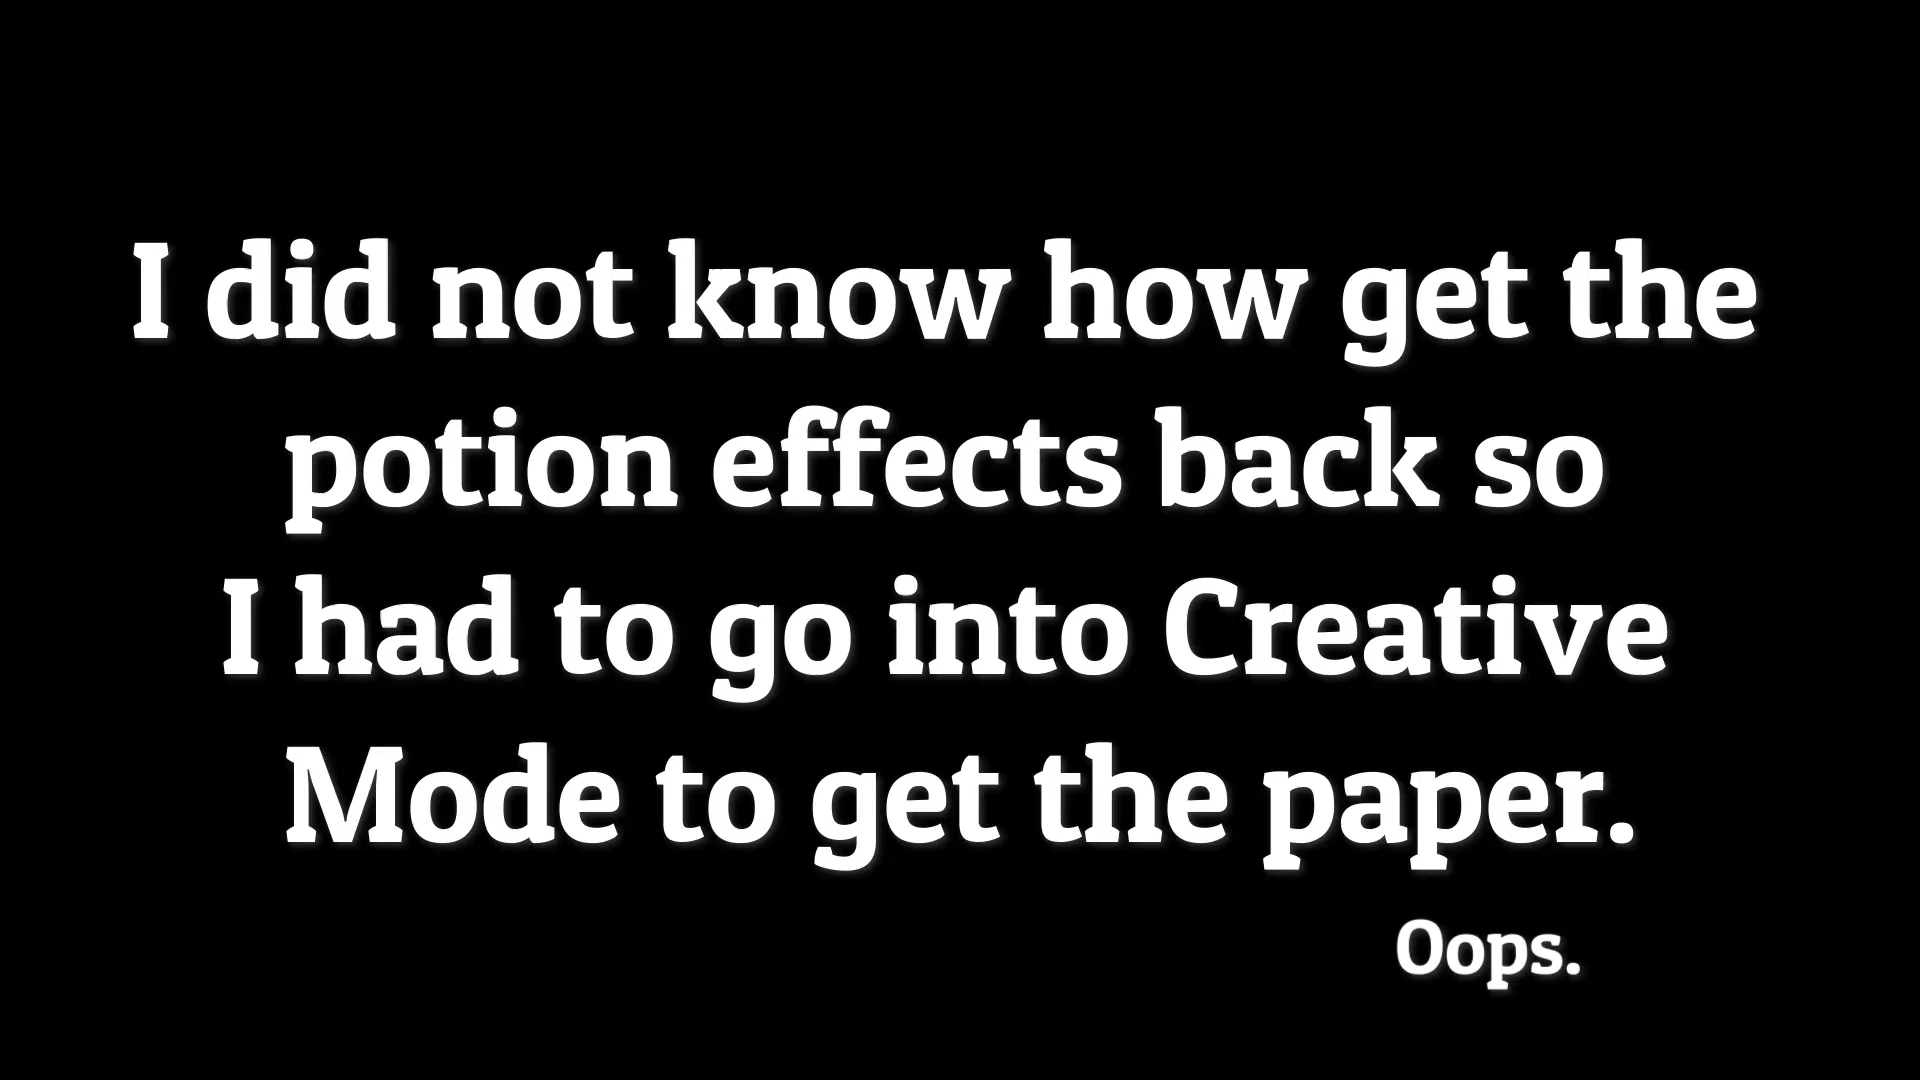 I did not know how get the
potion effects back so
I had to go into Creative
Mode to get the paper.
Oops.